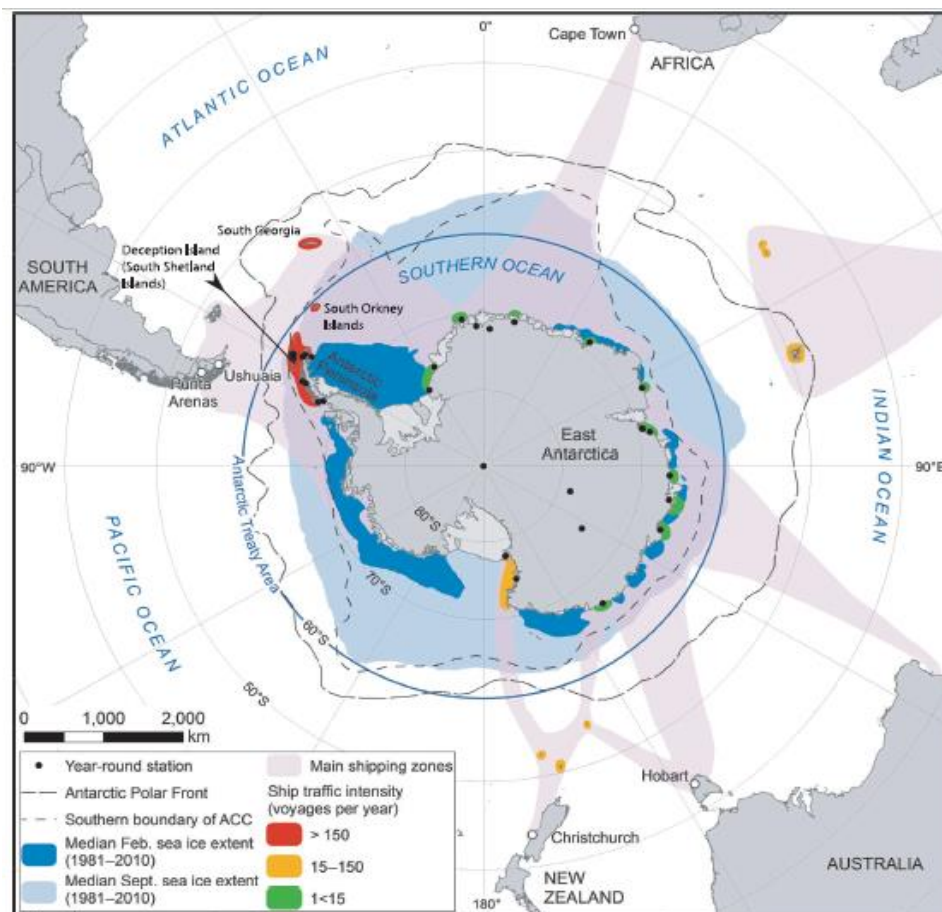 0°
Cape Town
AFRICA
ATLANTIC OCEAN
South Georgia
Deception Island
(South Shetland
Islands)
SOUTH
AMERICA
SOUTHERN OCEAN
South Orkney
Islands
Antarctic
Peninsula
Ushuaia
Punta
Arenas
East
Antarctica
INDIAN OCEAN
90°W
90°E
Antarctic Treaty Area
PACIFIC OCEAN
80°S
70°S
60°S
50°S
0 1,000 2,000
km
Hobart
Christchurch
NEW
ZEALAND
AUSTRALIA
180°
Year-round station
Antarctic Polar Front
Southern boundary of ACC
Median Feb. sea ice extent
(1981–2010)
Median Sept. sea ice extent
(1981–2010)
Main shipping zones
Ship traffic intensity
(voyages per year)
> 150
15–150
1<15